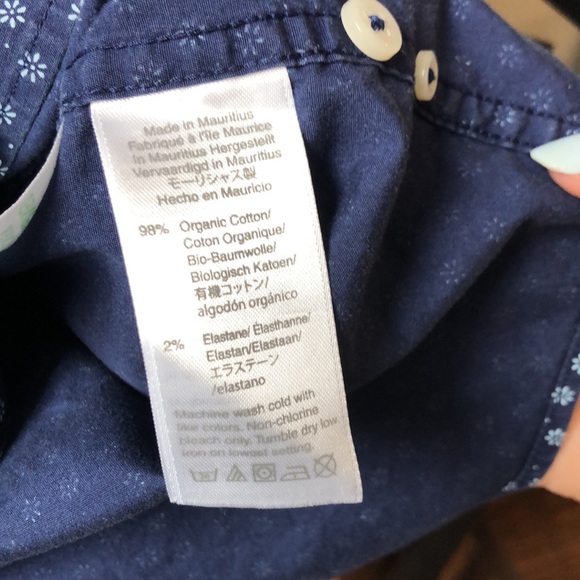 Made in Mauritius
Fabriqué à l'île Maurice
In Mauritius Hergestellt
Vervaardigd in Mauritius
モーリシャス製
Hecho en Mauricio
98% Organic Cotton/
Coton Organique/
Bio-Baumwolle/
Biologisch Katoen/
有機コットン/
algodón orgánico
2% Elastane/ Élasthanne/
Elastan/Elastaan/
エラステーン
/elastano
Machine wash cold with
like colors. Non-chlorine
bleach only. Tumble dry low.
Iron on lowest setting.